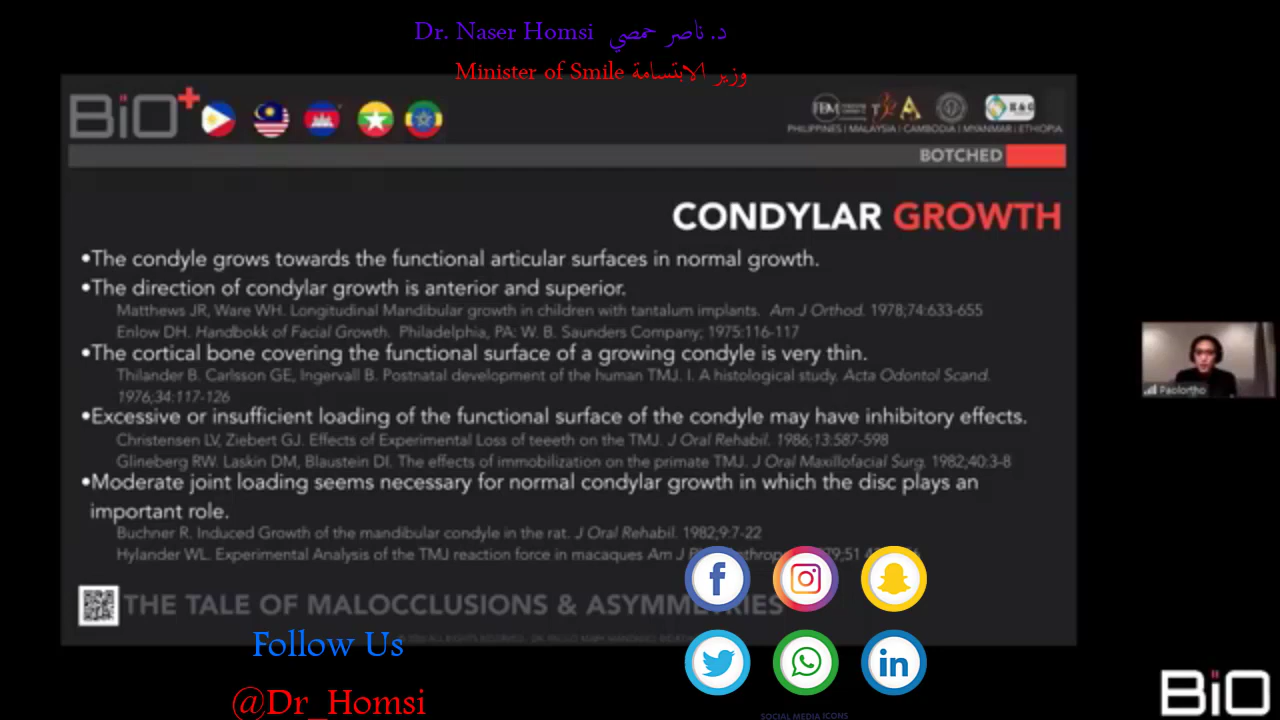 Dr. Naser Homsi د. ناصر حمصي
Minister of Smile وزير الابتسامة
BiO+
PHILIPPINES | MALAYSIA | CAMBODIA | MYANMAR | ETHIOPIA
BOTCHED
CONDYLAR GROWTH
•The condyle grows towards the functional articular surfaces in normal growth.
•The direction of condylar growth is anterior and superior.
Matthews JR, Ware WH. Longitudinal Mandibular growth in children with tantalum implants. Am J Orthod. 1978;74:633-655
Enlow DH. Handbokk of Facial Growth. Philadelphia, PA: W. B. Saunders Company; 1975:116-117
•The cortical bone covering the functional surface of a growing condyle is very thin.
Thilander B. Carlsson GE, Ingervall B. Postnatal development of the human TMJ. I. A histological study. Acta Odontol Scand.
1976,34:117-126
•Excessive or insufficient loading of the functional surface of the condyle may have inhibitory effects.
Christensen LV, Ziebert GJ. Effects of Experimental Loss of teeeth on the TMJ. J Oral Rehabil. 1986;13:587-598
Glineberg RW. Laskin DM, Blaustein DI. The effects of immobilization on the primate TMJ. J Oral Maxillofacial Surg. 1982;40:3-8
•Moderate joint loading seems necessary for normal condylar growth in which the disc plays an
important role.
Buchner R. Induced Growth of the mandibular condyle in the rat. J Oral Rehabil. 1982;9:7-22
Hylander WL. Experimental Analysis of the TMJ reaction force in macaques Am J
THE TALE OF MALOCCLUSIONS & ASYMMETRIES
Paolortho
Follow Us
@Dr_Homsi
SOCIAL MEDIA ICONS
BiO